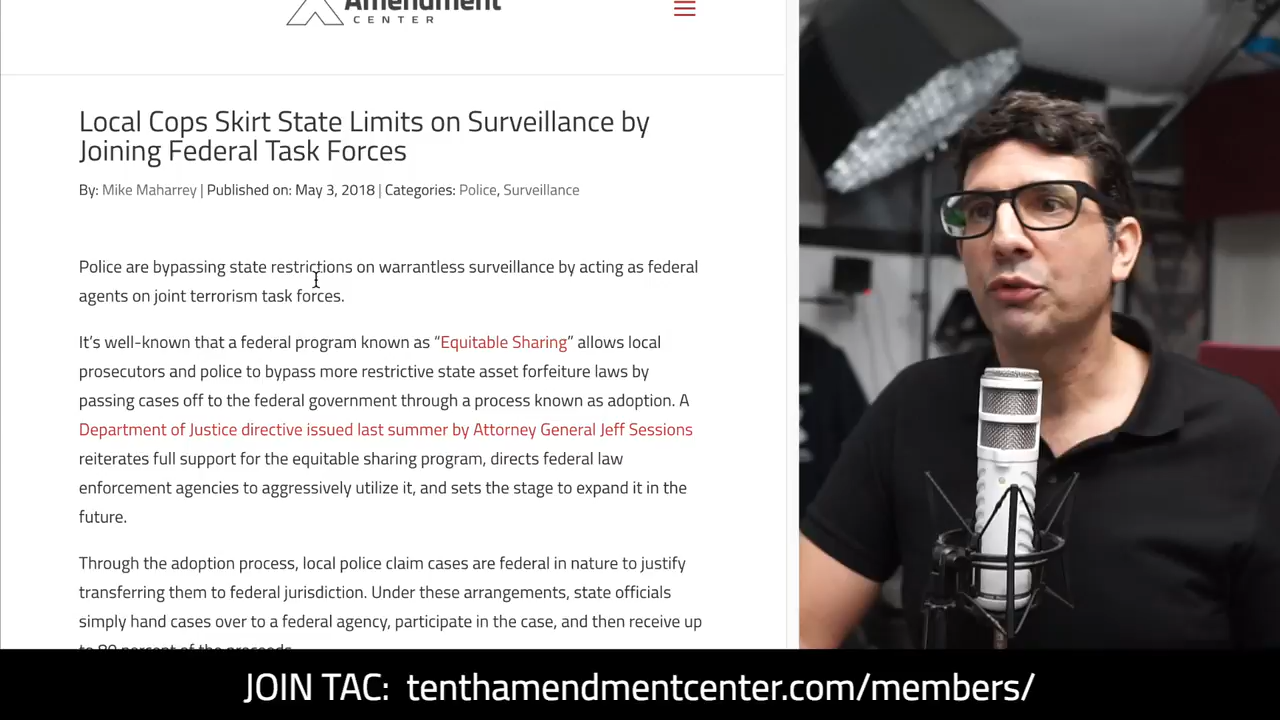 Amendment
CENTER
Local Cops Skirt State Limits on Surveillance by
Joining Federal Task Forces
By: Mike Maharrey | Published on: May 3, 2018 | Categories: Police, Surveillance
Police are bypassing state restrictions on warrantless surveillance by acting as federal
agents on joint terrorism task forces.
It’s well-known that a federal program known as “Equitable Sharing” allows local
prosecutors and police to bypass more restrictive state asset forfeiture laws by
passing cases off to the federal government through a process known as adoption. A
Department of Justice directive issued last summer by Attorney General Jeff Sessions
reiterates full support for the equitable sharing program, directs federal law
enforcement agencies to aggressively utilize it, and sets the stage to expand it in the
future.
Through the adoption process, local police claim cases are federal in nature to justify
transferring them to federal jurisdiction. Under these arrangements, state officials
simply hand cases over to a federal agency, participate in the case, and then receive up
to 80 percent of the proceeds.
JOIN TAC: tenthamendmentcenter.com/members/